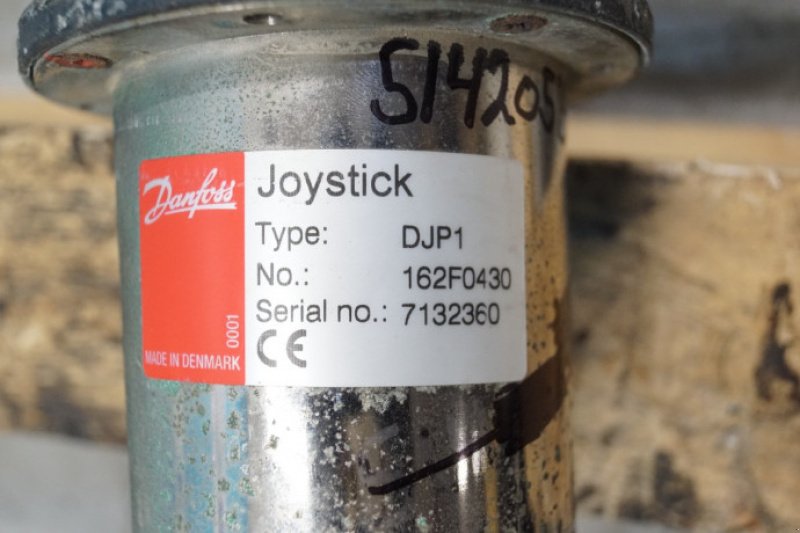 514205
Danfoss
Joystick
Type: DJP1
No.: 162F0430
Serial no.: 7132360
CE
0001
MADE IN DENMARK